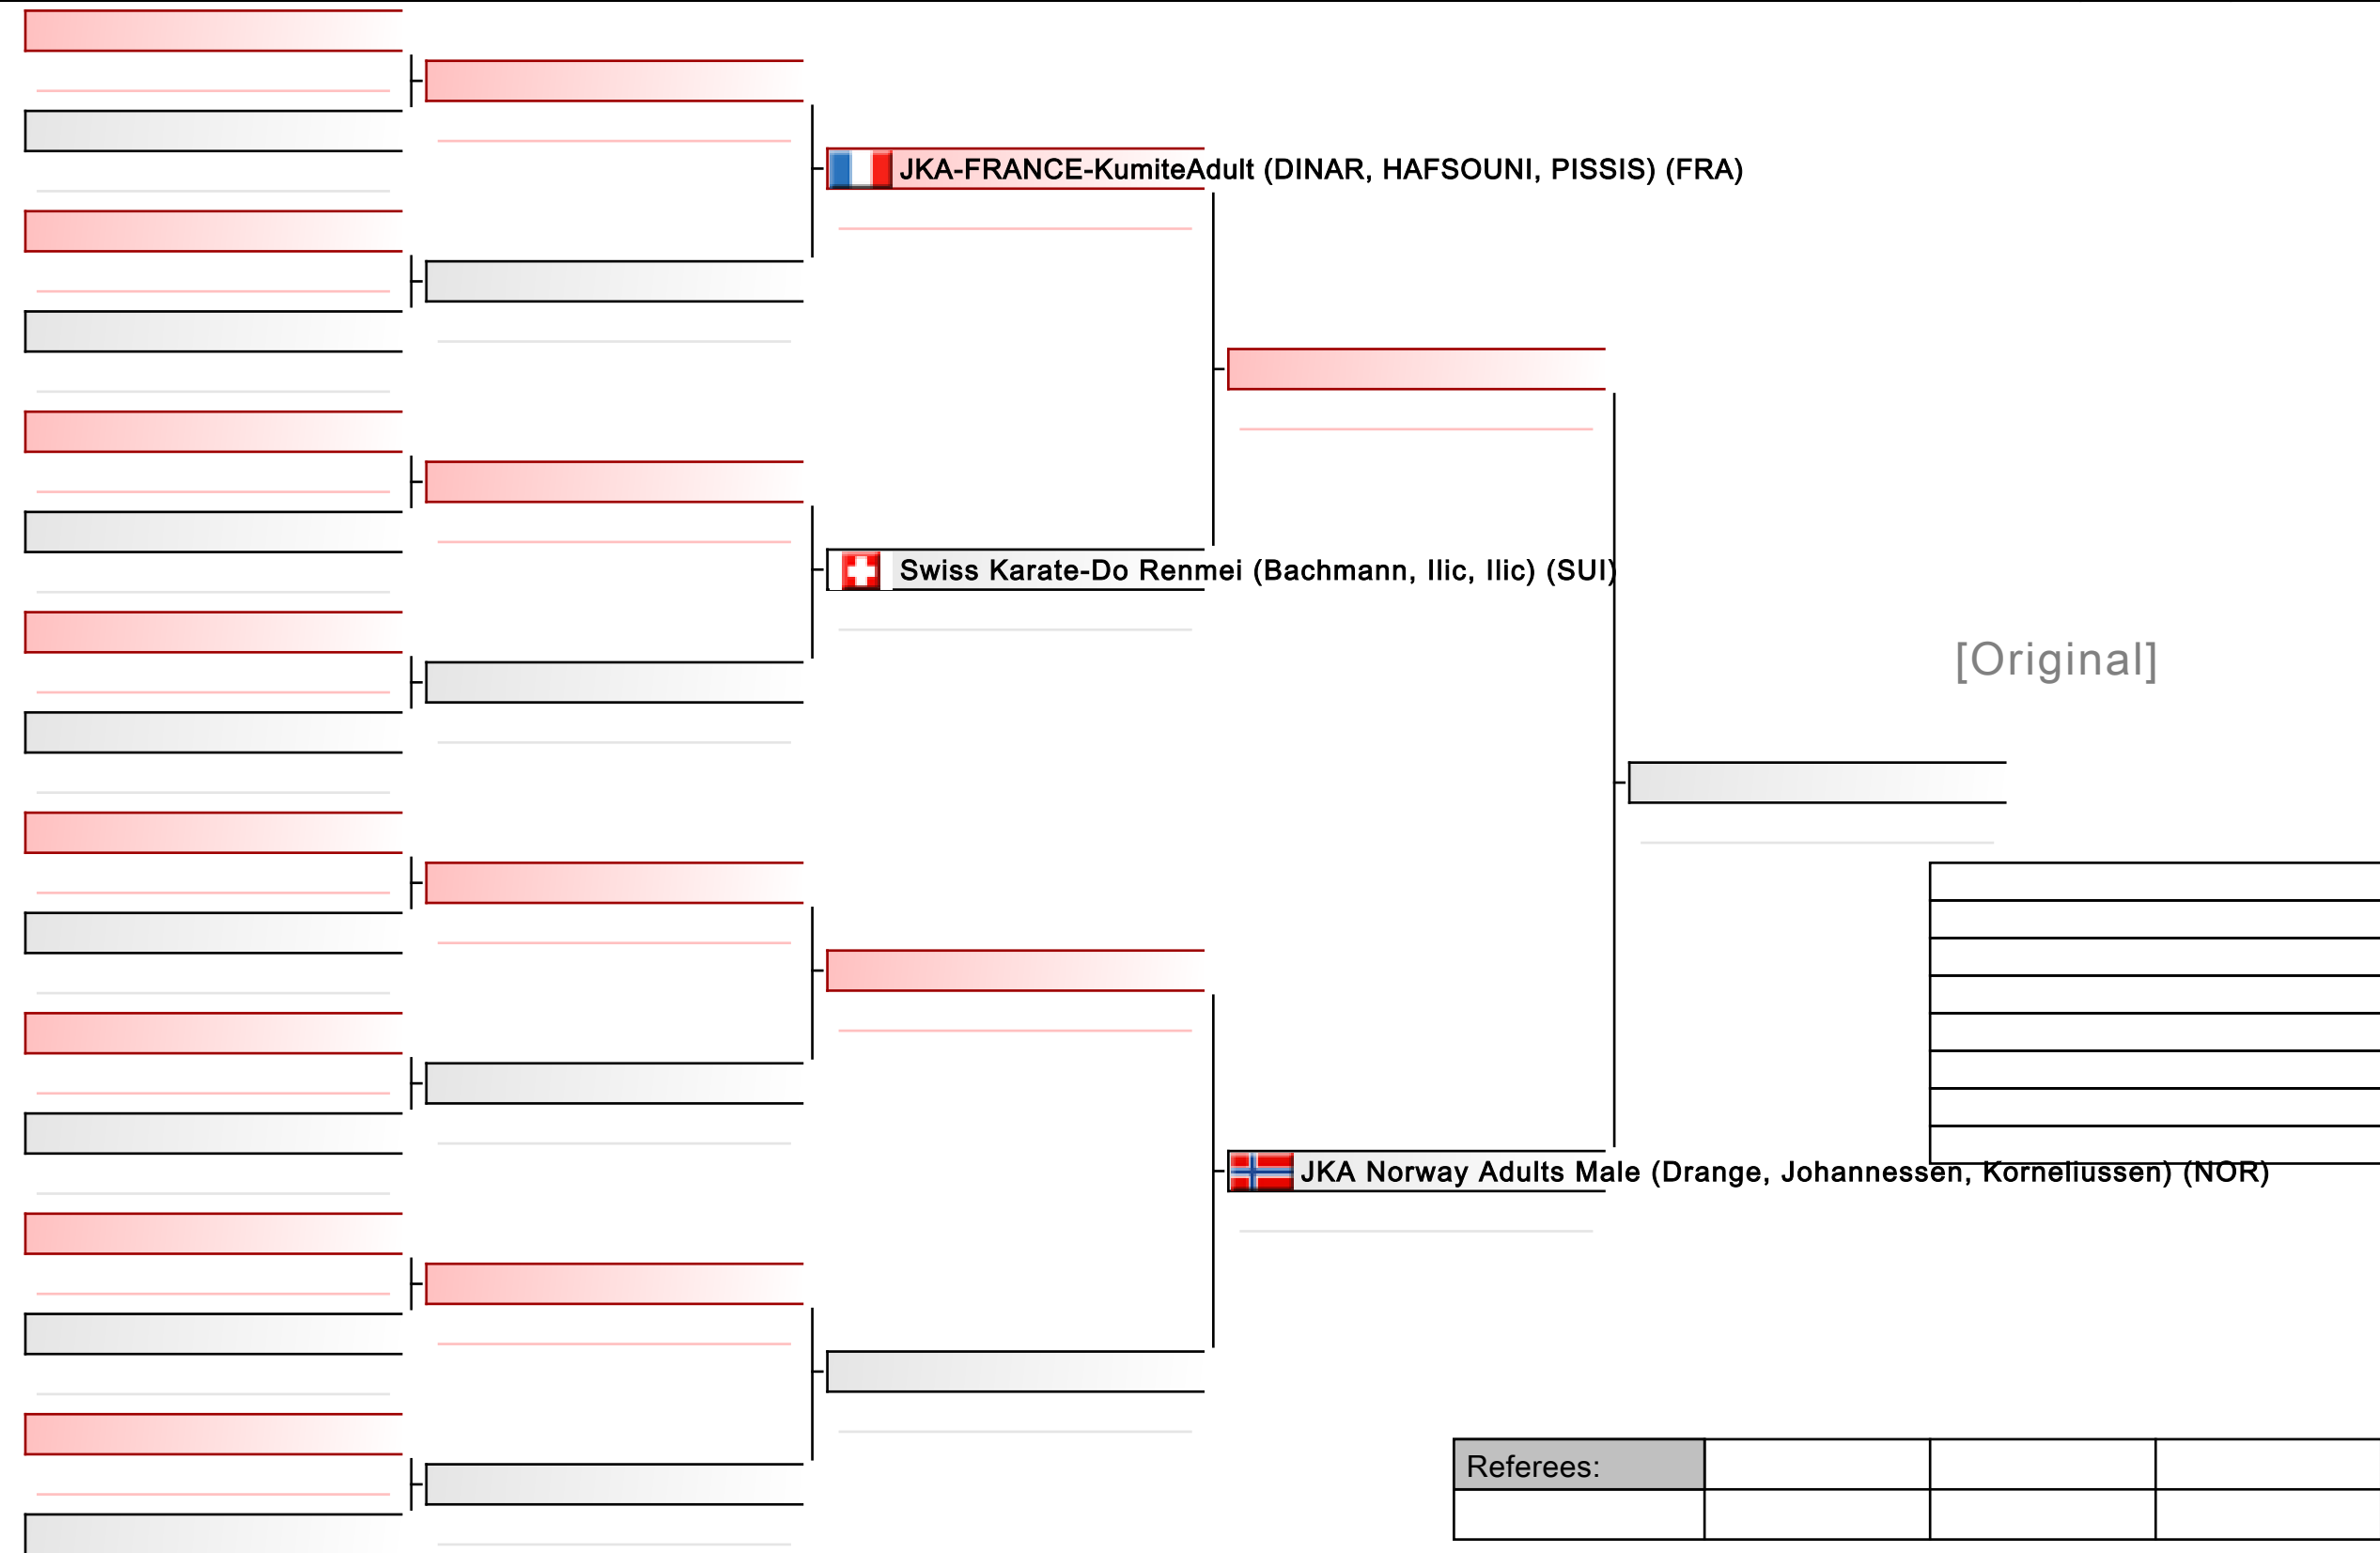 JKA-FRANCE-KumiteAdult (DINAR, HAFSOUNI, PISSIS) (FRA)
Swiss Karate-Do Renmei (Bachmann, Ilic, Ilic) (SUI)
[Original]
JKA Norway Adults Male (Drange, Johannessen, Korneliussen) (NOR)
Referees: